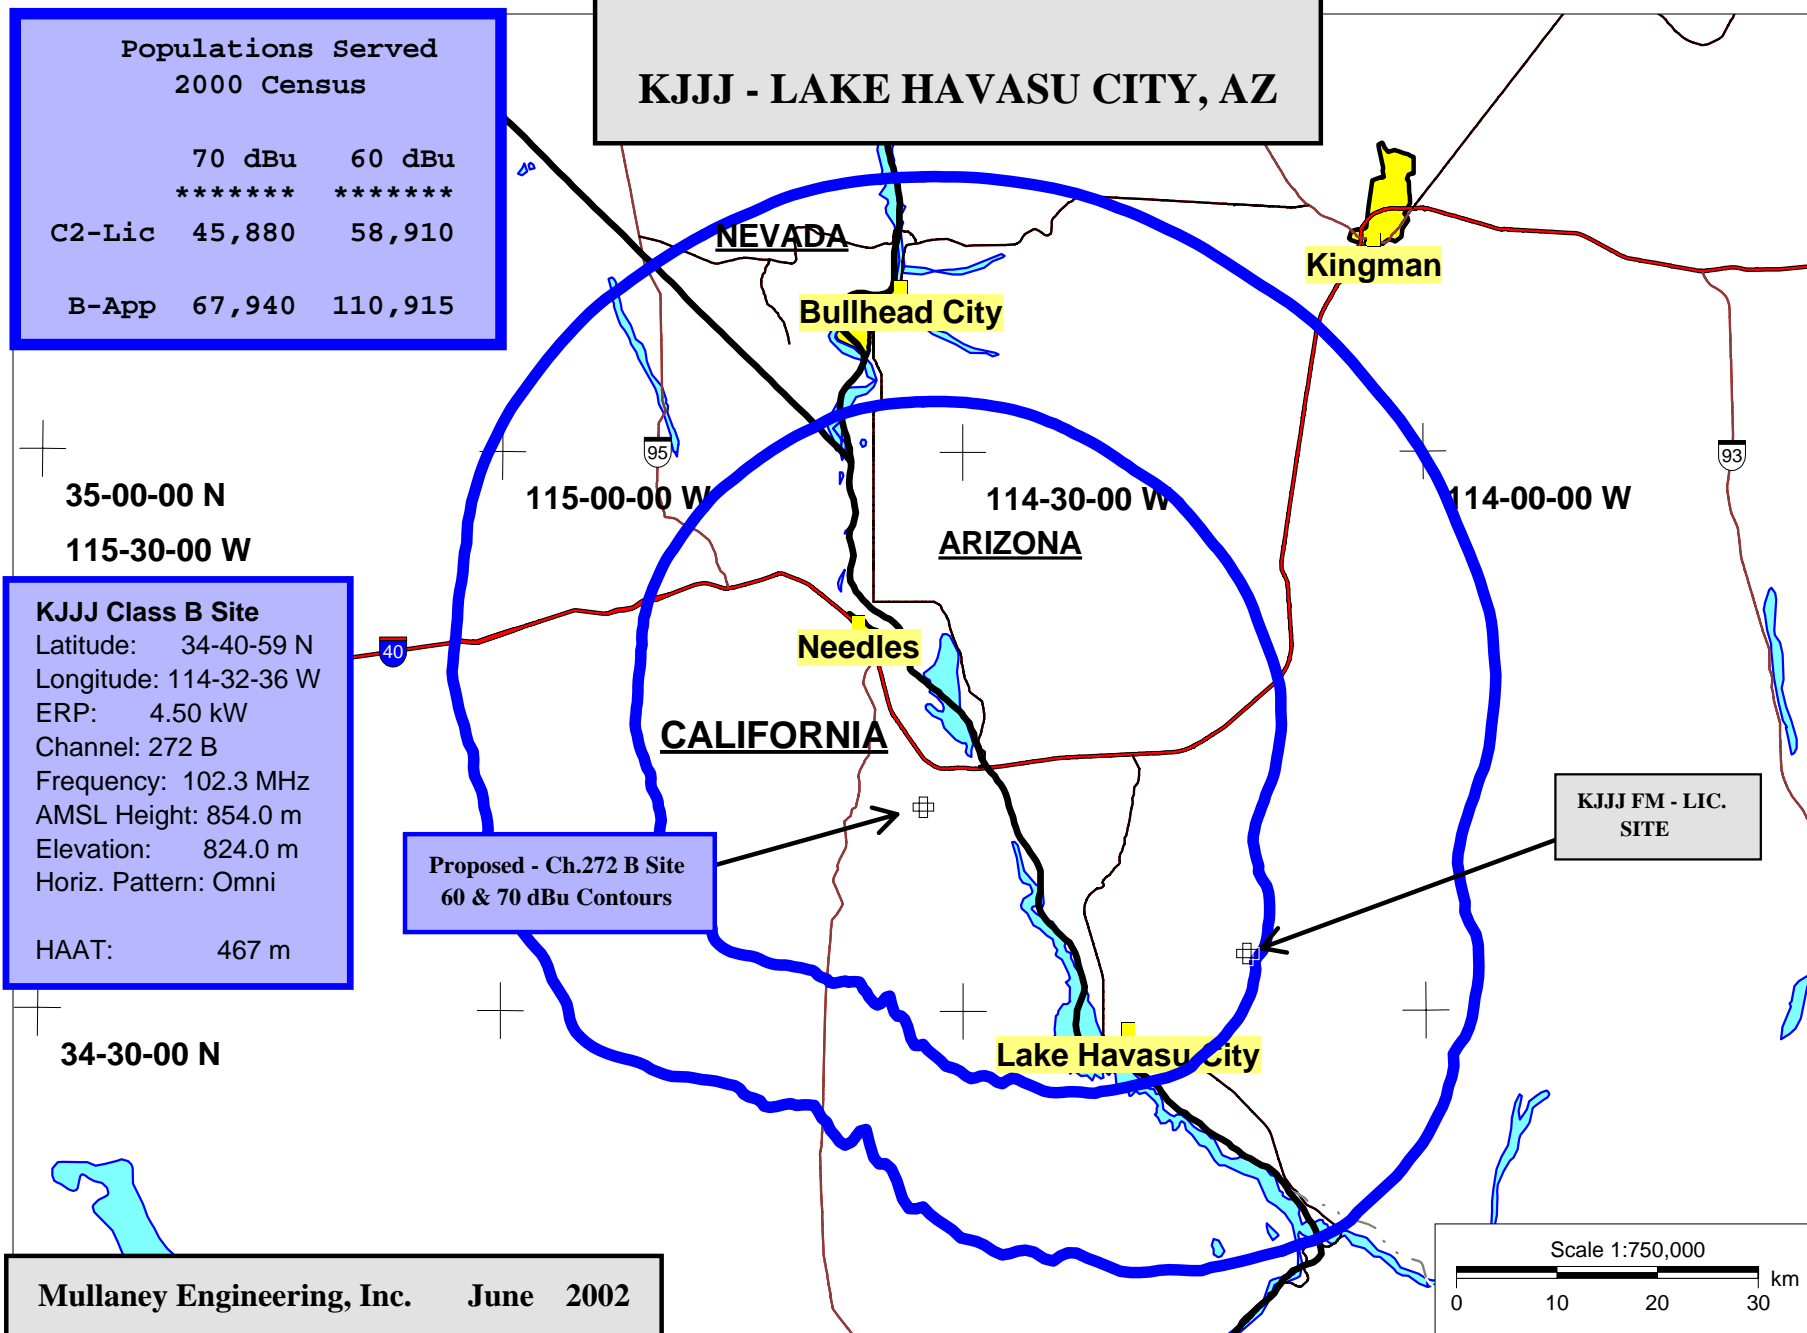 Populations Served
2000 Census
70 dBu 60 dBu
******* *******
C2-Lic 45,880 58,910
B-App 67,940 110,915
KJJJ - LAKE HAVASU CITY, AZ
NEVADA
Kingman
Bullhead City
95
93
35-00-00 N
115-00-00 W
114-30-00 W
114-00-00 W
115-30-00 W
ARIZONA
KJJJ Class B Site
Latitude: 34-40-59 N
Longitude: 114-32-36 W
ERP: 4.50 kW
Channel: 272 B
Frequency: 102.3 MHz
AMSL Height: 854.0 m
Elevation: 824.0 m
Horiz. Pattern: Omni
HAAT: 467 m
40
Needles
CALIFORNIA
KJJJ FM - LIC.
SITE
Proposed - Ch.272 B Site
60 & 70 dBu Contours
34-30-00 N
Lake Havasu City
Mullaney Engineering, Inc. June 2002
Scale 1:750,000
km
0 10 20 30